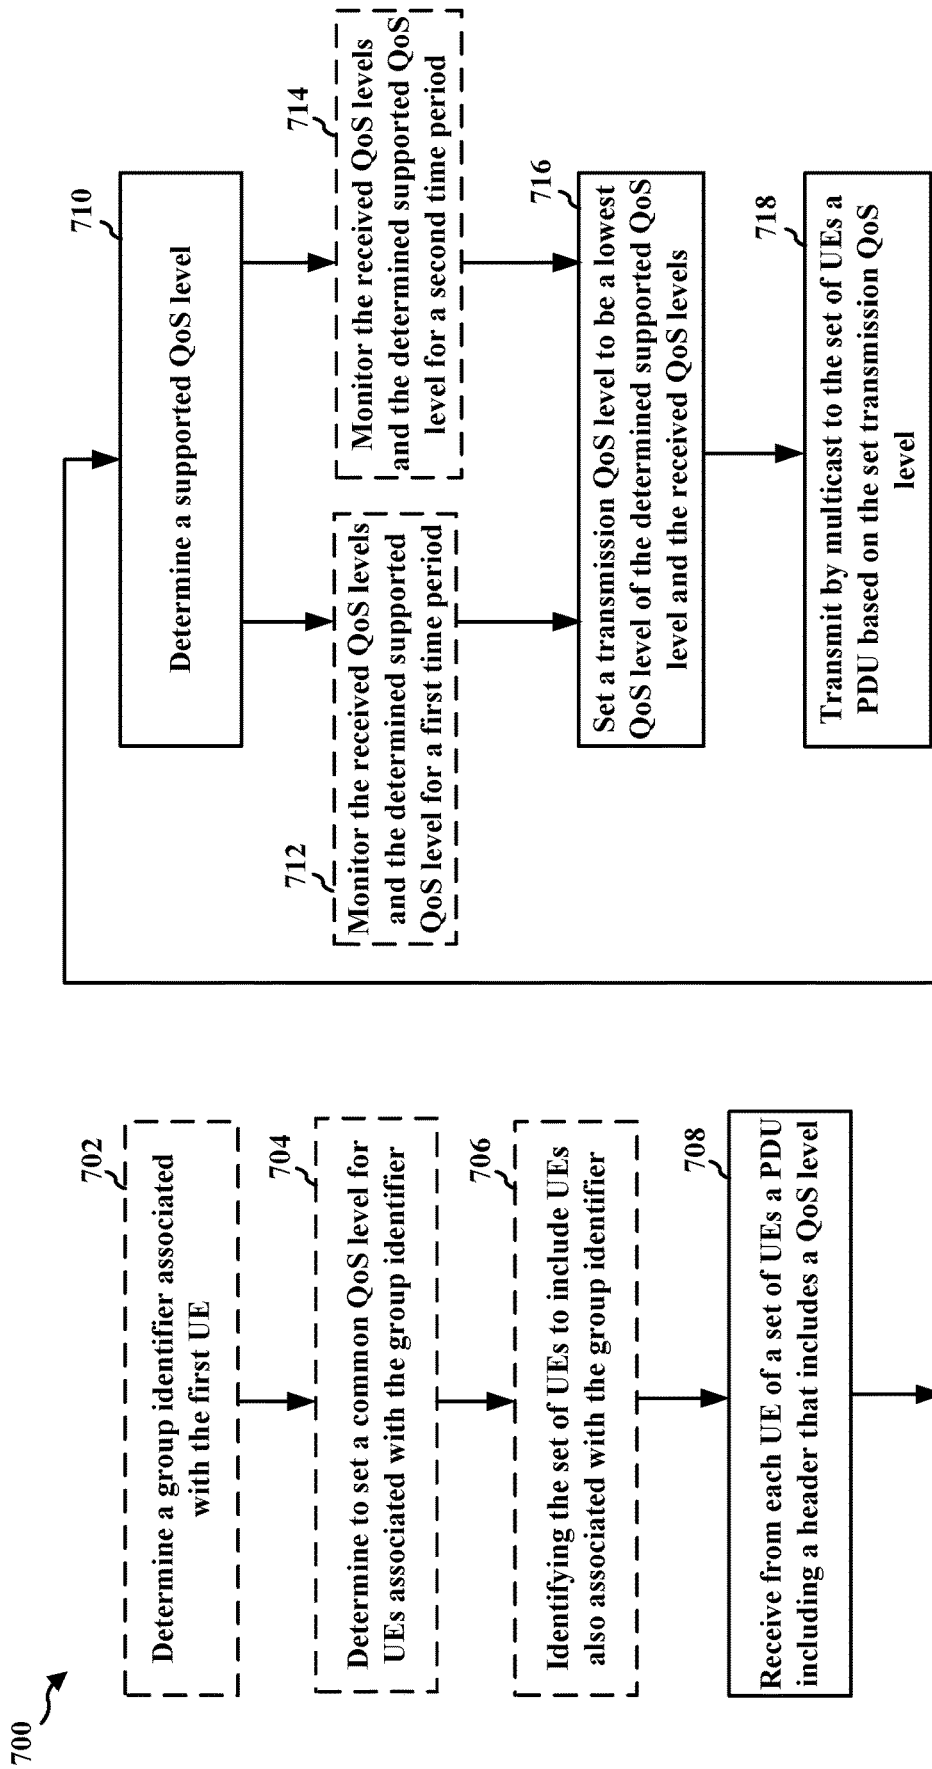 700
702
Determine a group identifier associated
with the first UE
704
Determine to set a common QoS level for
UEs associated with the group identifier
706
Identifying the set of UEs to include UEs
also associated with the group identifier
708
Receive from each UE of a set of UEs a PDU
including a header that includes a QoS level
710
Determine a supported QoS level
712
Monitor the received QoS levels
and the determined supported
QoS level for a first time period
714
Monitor the received QoS levels
and the determined supported QoS
level for a second time period
716
Set a transmission QoS level to be a lowest
QoS level of the determined supported QoS
level and the received QoS levels
718
Transmit by multicast to the set of UEs a
PDU based on the set transmission QoS
level